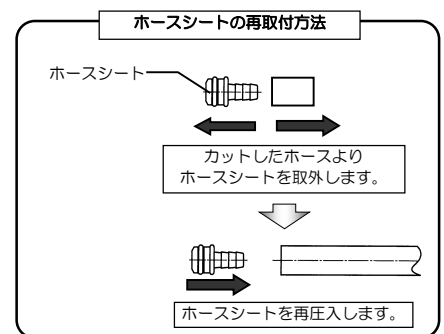 ホースシートの再取付方法
ホースシート
カットしたホースより
ホースシートを取外します。
ホースシートを再圧入します。